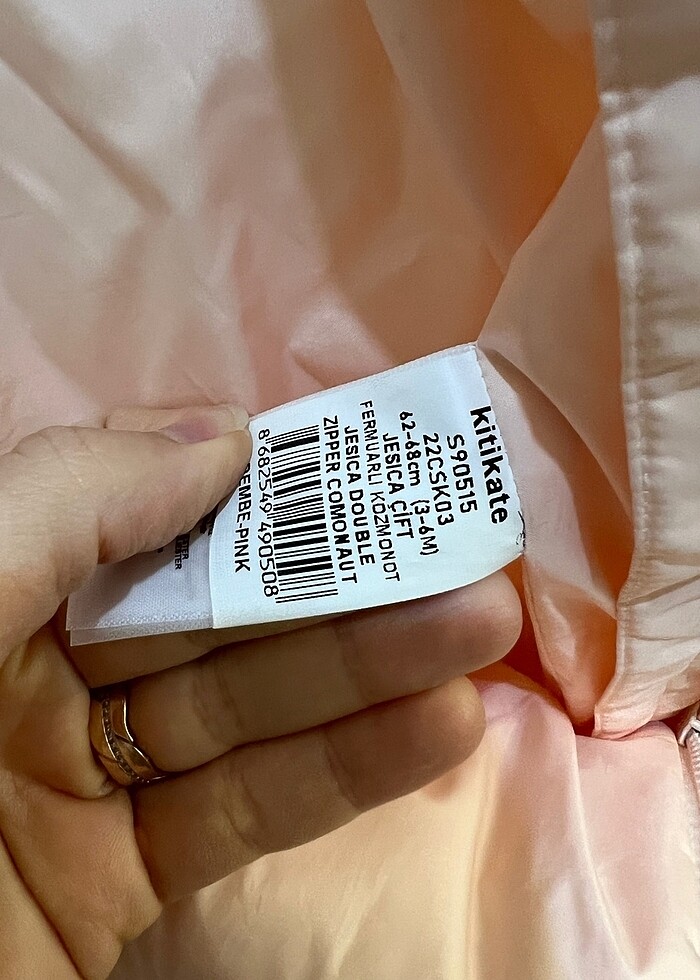 kitikate
S90515
22CSK03
62-68cm (3-6M)
JESICA ÇİFT
FERMUARLI KOZMONOT
JESICA DOUBLE
ZIPPER COMONAUT
8 682549 490508
EMBE-PINK